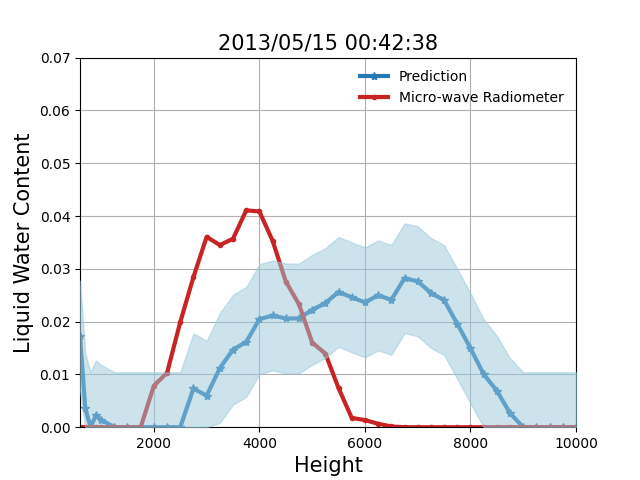 2013/05/15 00:42:38
0.07
0.06
0.05
0.04
0.03
0.02
0.01
0.00
Liquid Water Content
Prediction
Micro-wave Radiometer
2000 4000 6000 8000 10000
Height